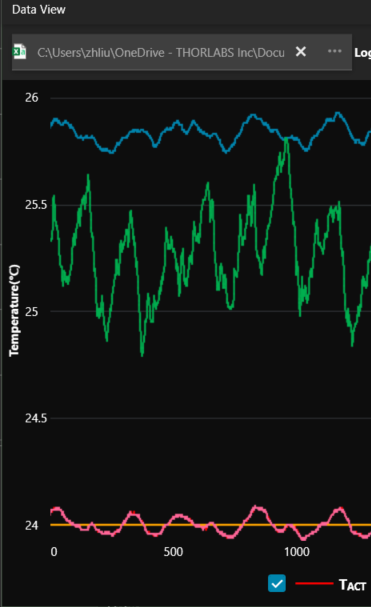 Data View
C:\Users\zhliu\OneDrive - THORLABS Inc\Docu
Log
26
25.5
25
24.5
24
Temperature(°C)
0 500 1000
TACT